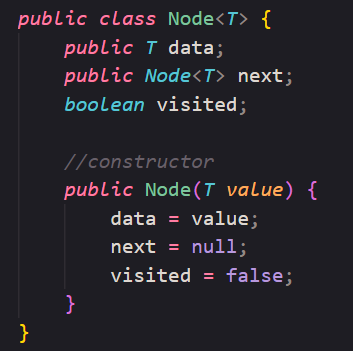 public class Node<T> {
    public T data;
    public Node<T> next;
    boolean visited;

    //constructor
    public Node(T value) {
        data = value;
        next = null;
        visited = false;
    }
}